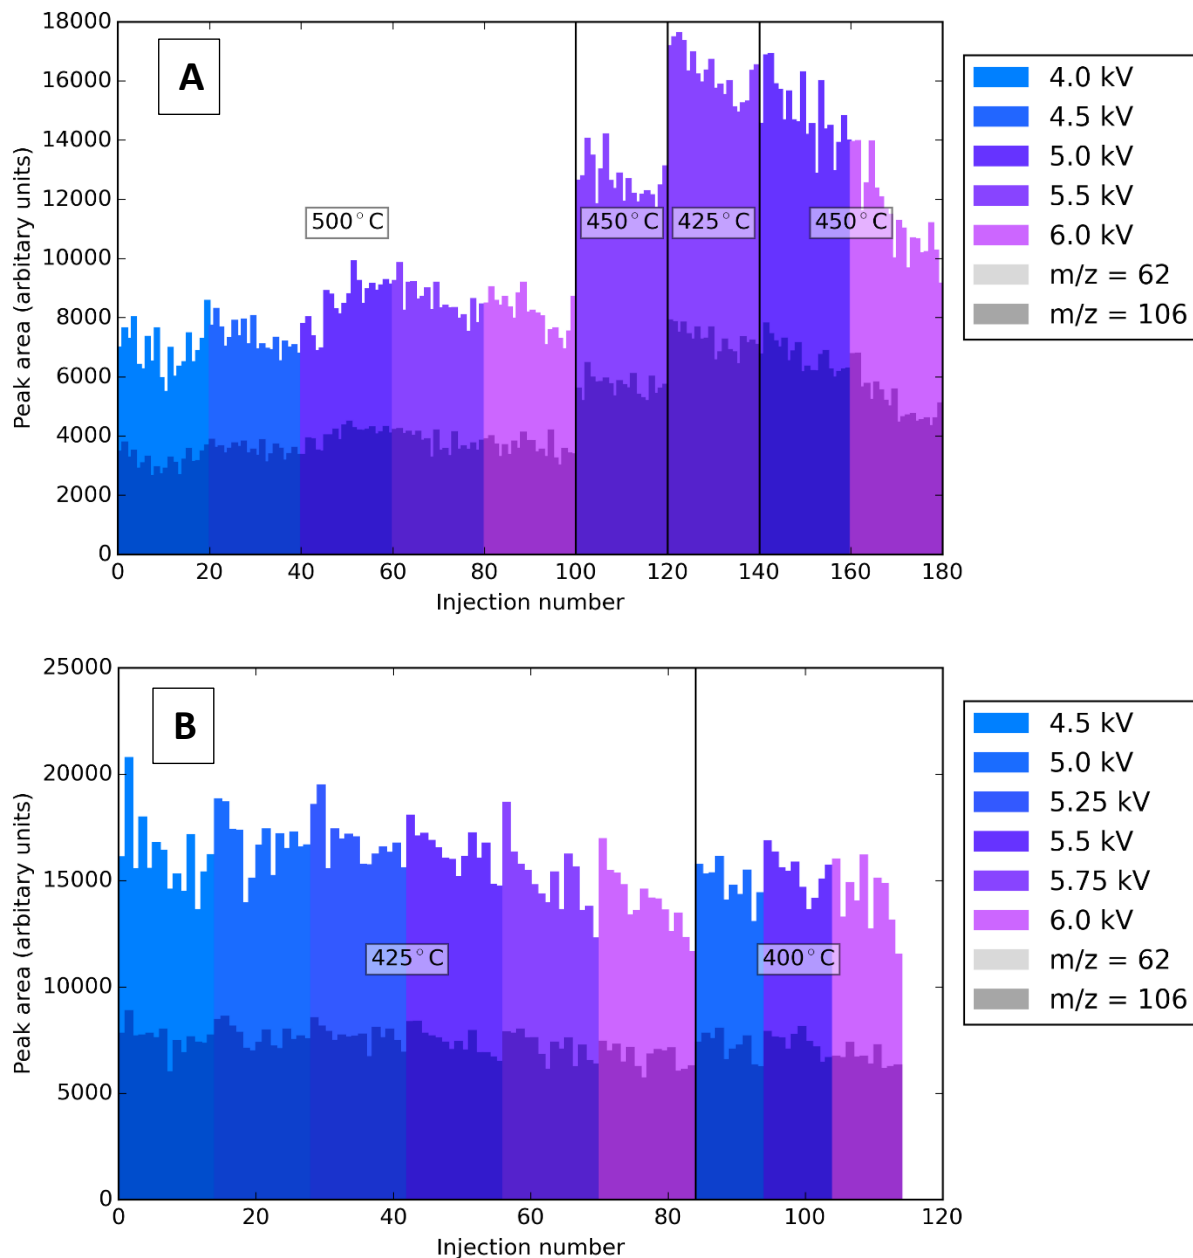 A
18000
16000
14000
12000
10000
8000
6000
4000
2000
0
Peak area (arbitary units)
500°C
450°C
425°C
450°C
0 20 40 60 80 100 120 140 160 180
Injection number
4.0 kV
4.5 kV
5.0 kV
5.5 kV
6.0 kV
m/z = 62
m/z = 106
B
25000
20000
15000
10000
5000
0
Peak area (arbitary units)
425°C
400°C
0 20 40 60 80 100 120
Injection number
4.5 kV
5.0 kV
5.25 kV
5.5 kV
5.75 kV
6.0 kV
m/z = 62
m/z = 106